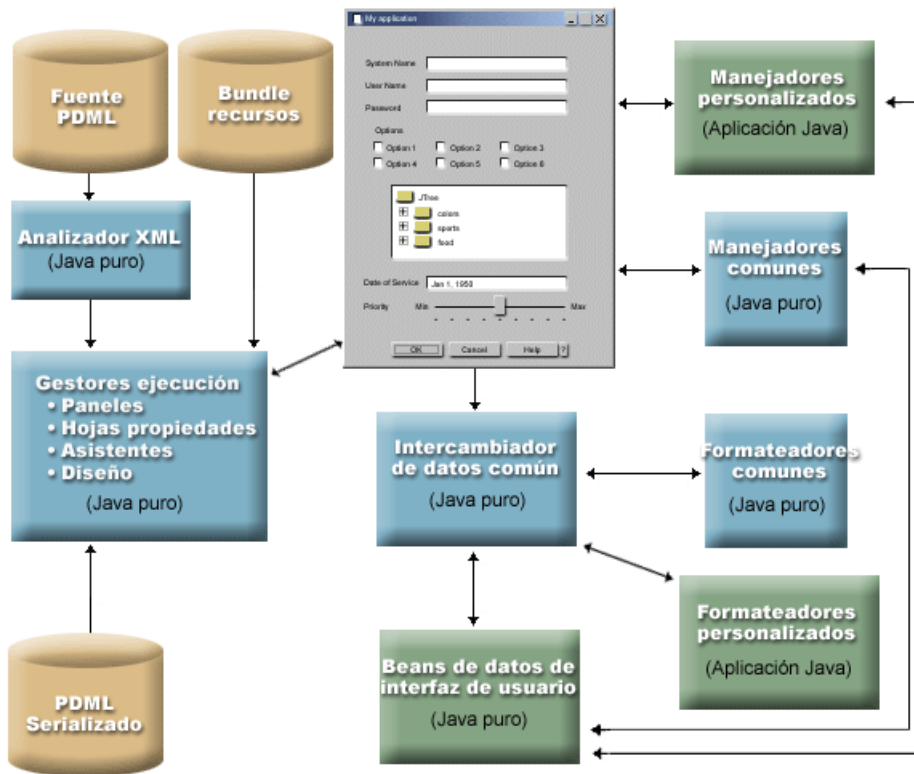 Fuente
PDML
Bundle
recursos
My application
System Name
User Name
Password
Options
Option 1
Option 2
Option 3
Option 4
Option 5
Option 6
JTree
colors
sports
food
Date of Service
Jan 1, 1950
Priority
Min
Max
OK
Cancel
Help
?
Manejadores
personalizados
(Aplicación Java)
Analizador XML
(Java puro)
Manejadores
comunes
(Java puro)
Gestores ejecución
• Paneles
• Hojas propiedades
• Asistentes
• Diseño
(Java puro)
Intercambiador
de datos común
(Java puro)
Formateadores
comunes
(Java puro)
Formateadores
personalizados
(Aplicación Java)
Beans de datos de
interfaz de usuario
(Java puro)
PDML
Serializado